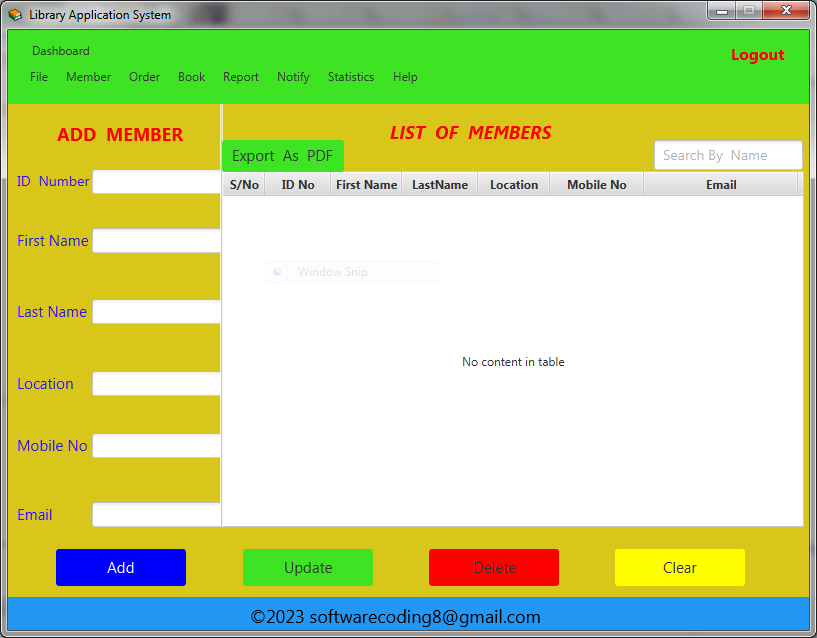 Library Application System
Dashboard
Logout
File Member Order Book Report Notify Statistics Help
ADD MEMBER
LIST OF MEMBERS
Export As PDF
Search By Name
ID Number
S/No ID No First Name LastName Location Mobile No Email
First Name
Window Snip
Last Name
No content in table
Location
Mobile No
Email
Add Update Delete Clear
©2023 softwarecoding8@gmail.com